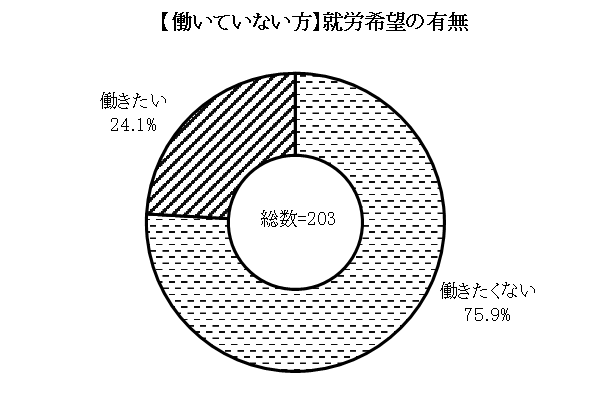 【働いていない方】就労希望の有無
働きたい
24.1%
総数=203
働きたくない
75.9%